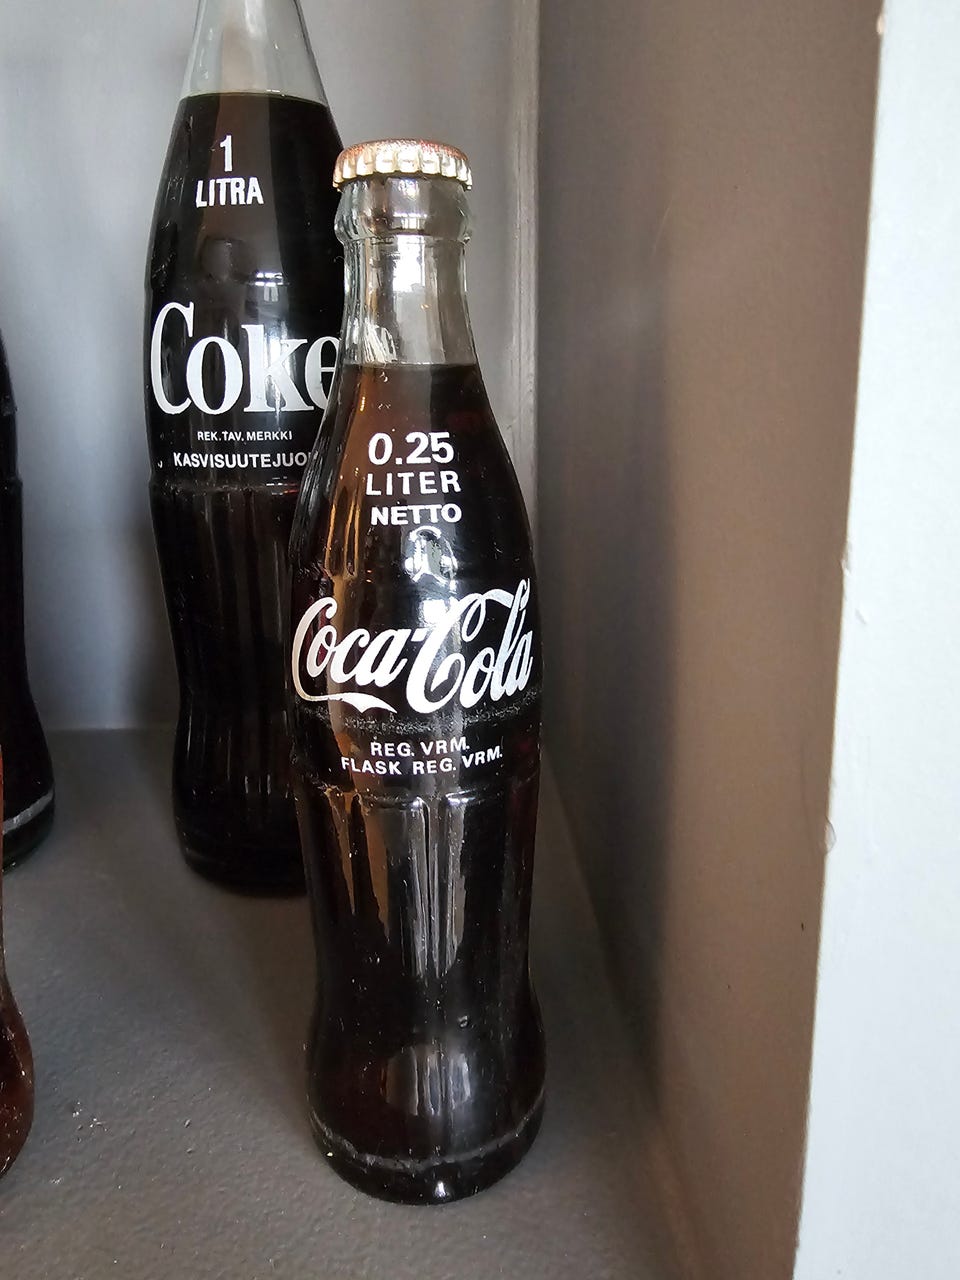 1
LITRA
Coke
REK.TAV.MERKKI
0.25
LITER
NETTO
Coca-Cola
REG. VRM.
FLASK REG. VRM.